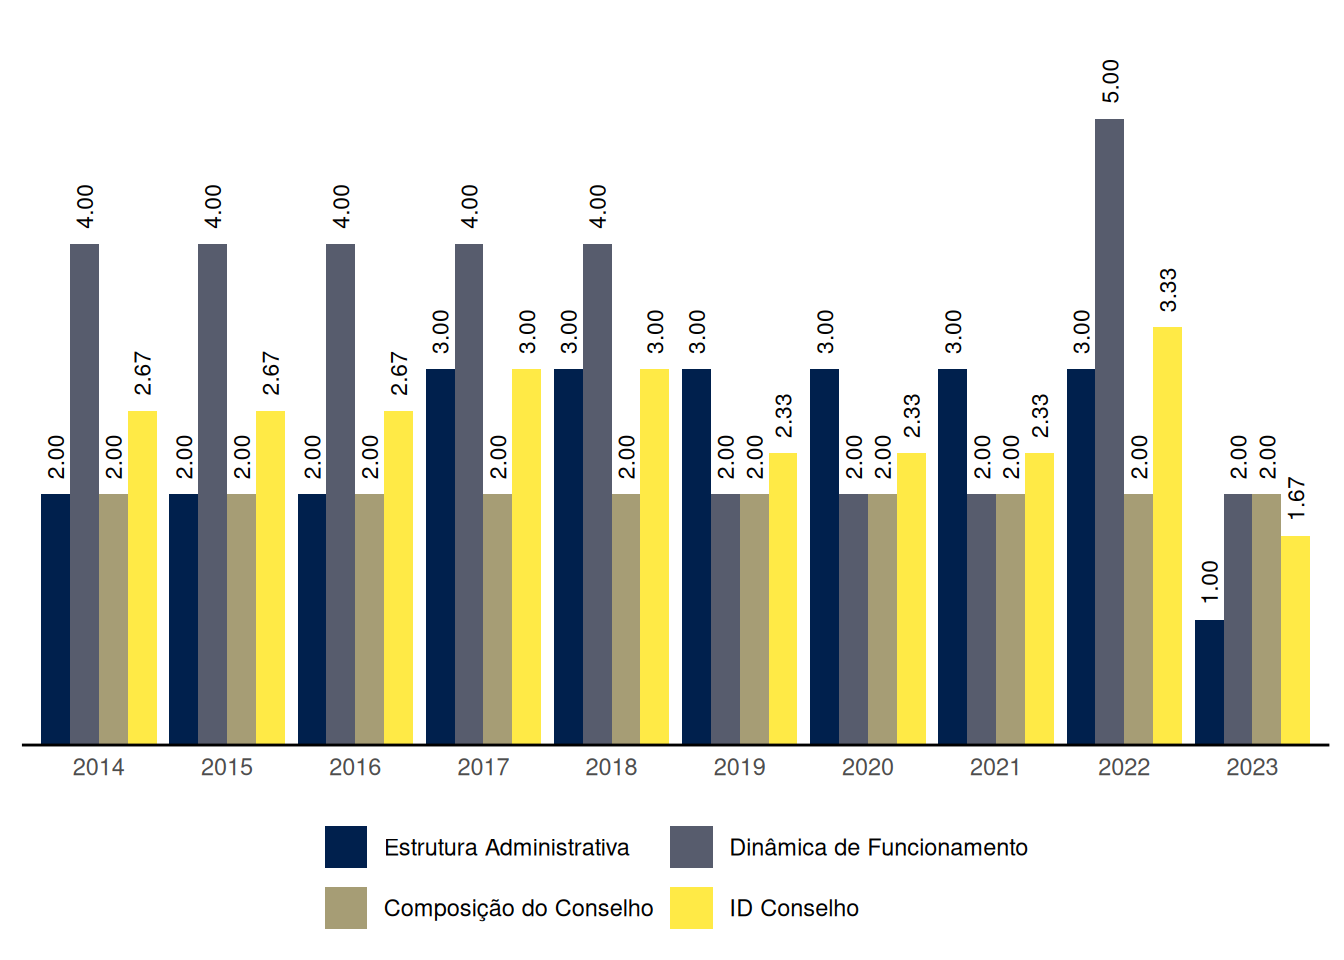 5.00
4.00 4.00 4.00 4.00 4.00
3.33
3.00 3.00 3.00 3.00 3.00 3.00 3.00 3.00
2.67 2.67 2.67
2.33 2.33 2.33
2.00 2.00 2.00 2.00 2.00 2.00 2.00 2.00 2.00 2.00 2.00 2.00 2.00 2.00 2.00 2.00 2.00
1.67
1.00
2014 2015 2016 2017 2018 2019 2020 2021 2022 2023
Estrutura Administrativa Dinâmica de Funcionamento
Composição do Conselho ID Conselho